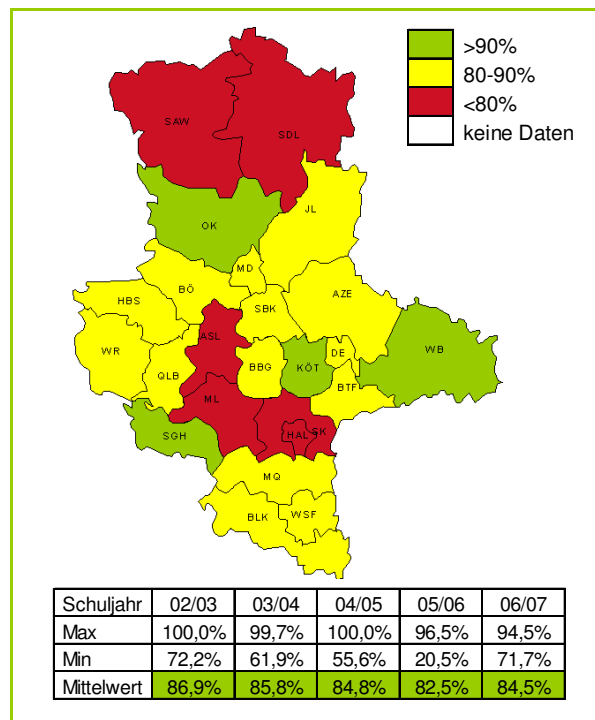 >90%
80-90%
<80%
keine Daten
SAW
SDL
OK
JL
MD
BÖ
HBS
SBK
AZE
ASL
WR
QLB
BBG
KÖT
DE
WB
BTF
ML
SGH
HAL
SK
MQ
BLK
WSF
Schuljahr 02/03 03/04 04/05 05/06 06/07
Max 100,0% 99,7% 100,0% 96,5% 94,5%
Min 72,2% 61,9% 55,6% 20,5% 71,7%
Mittelwert 86,9% 85,8% 84,8% 82,5% 84,5%